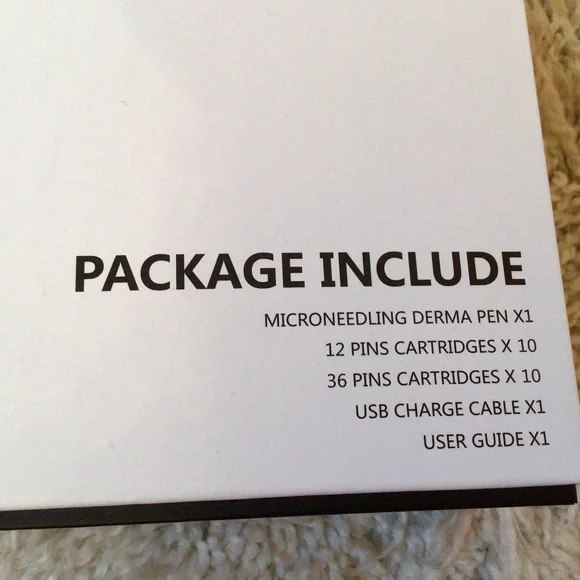 PACKAGE INCLUDE
MICRONEEDLING DERMA PEN X1
12 PINS CARTRIDGES X 10
36 PINS CARTRIDGES X 10
USB CHARGE CABLE X1
USER GUIDE X1